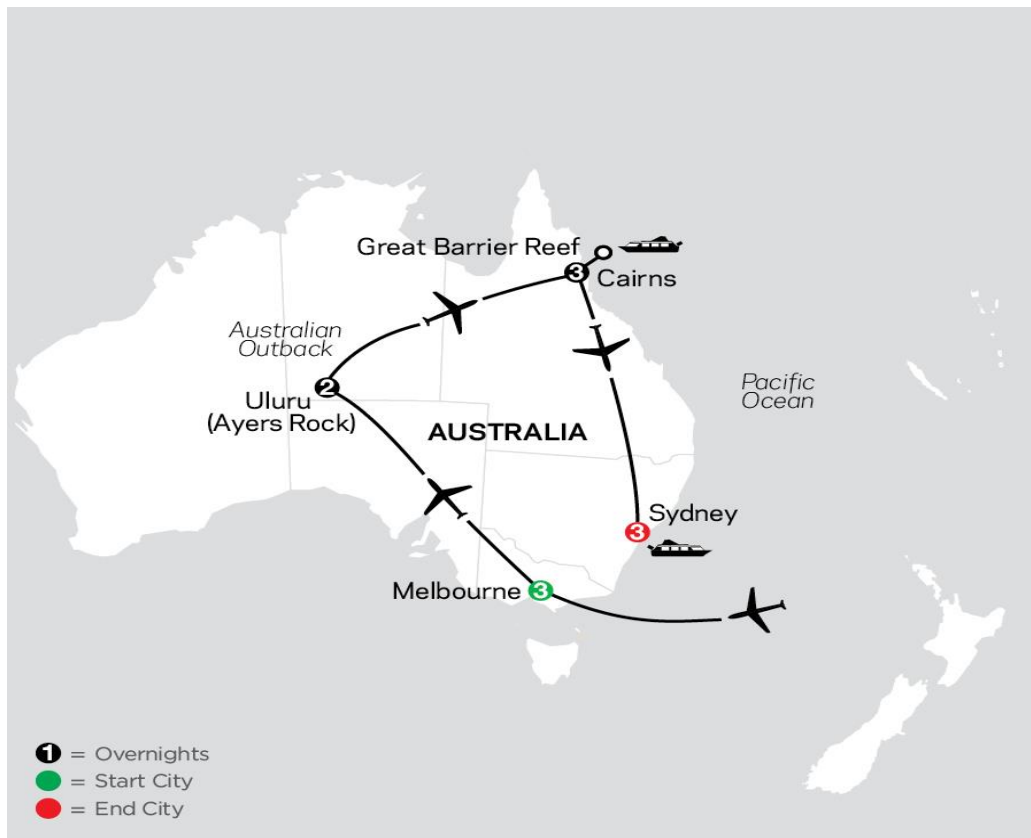 Great Barrier Reef
3
Cairns
Australian
Outback
Pacific
Ocean
2
Uluru
(Ayers Rock)
AUSTRALIA
Sydney
3
Melbourne
3
1 = Overnights
= Start City
= End City